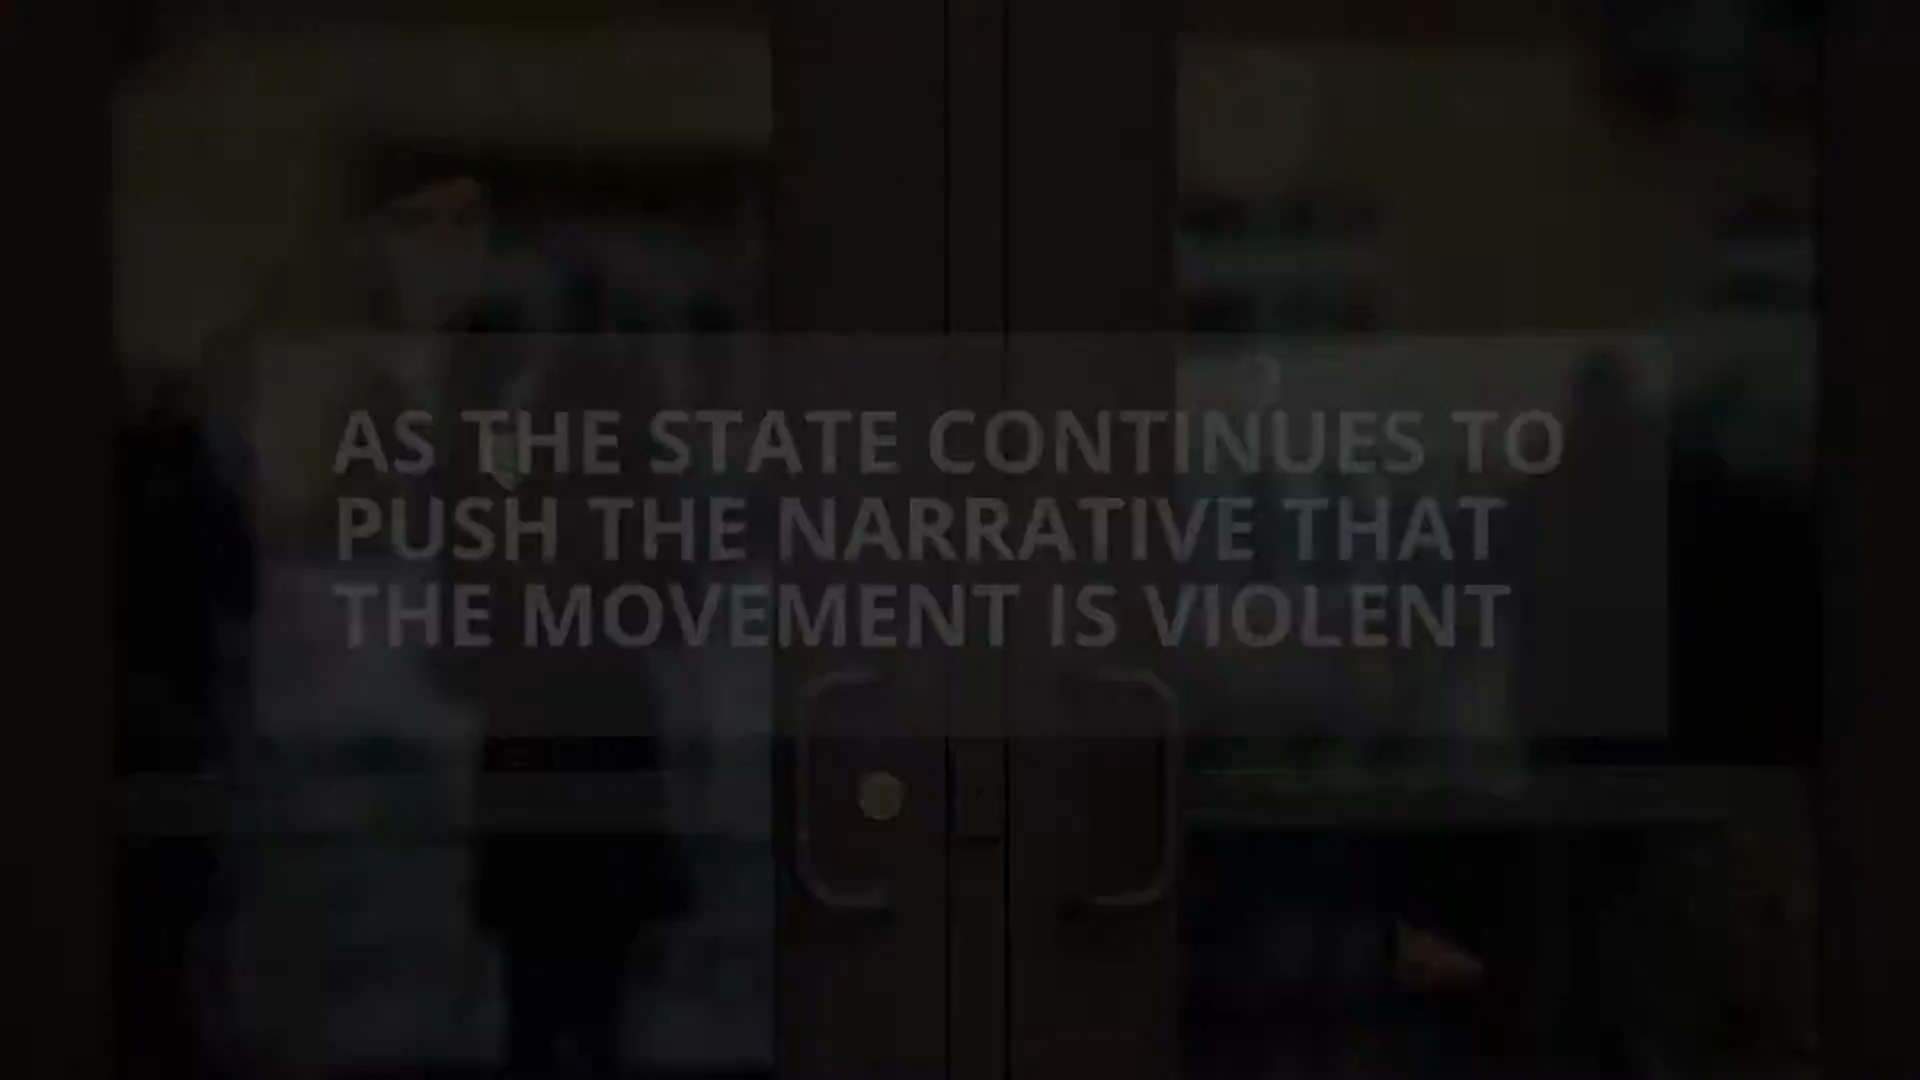 AS THE STATE CONTINUES TO
PUSH THE NARRATIVE THAT
THE MOVEMENT IS VIOLENT